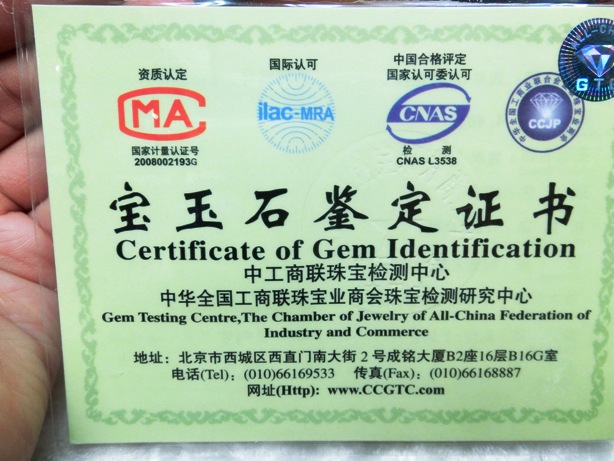 资质认定
国际认可
中国合格评定
国家认可委认可
CMA
ilac-MRA
CNAS
CCJP
国家计量认证号
2008002193G
检 测
CNAS L3538
宝玉石鉴定证书
Certificate of Gem Identification
中工商联珠宝检测中心
中华全国工商联珠宝业商会珠宝检测研究中心
Gem Testing Centre,The Chamber of Jewelry of All-China Federation of
Industry and Commerce
地址：北京市西城区西直门南大街2号成铭大厦B2座16层B16G室
电话(Tel)：(010)66169533 传真(Fax)：(010)66168887
网址(Http): www.CCGTC.com